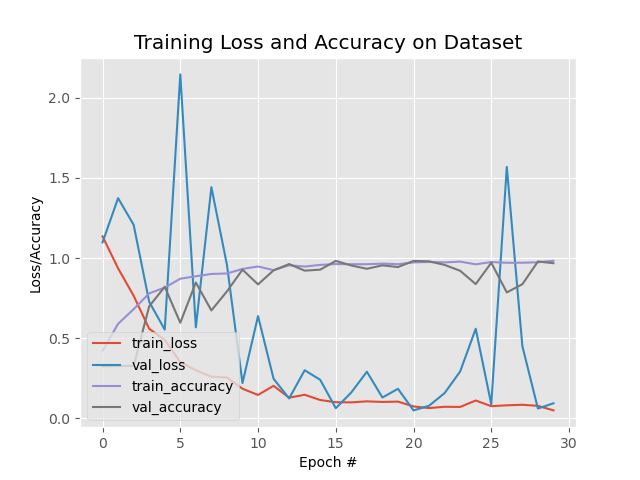 Training Loss and Accuracy on Dataset
Loss/Accuracy
2.0
1.5
1.0
0.5
0.0
train_loss
val_loss
train_accuracy
val_accuracy
0 5 10 15 20 25 30
Epoch #